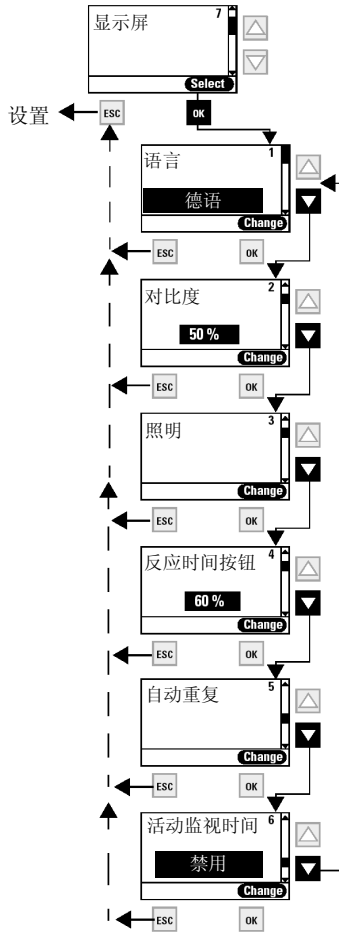 显示屏 7
Select
设置 ESC OK
语言 1
德语
Change
ESC OK
对比度 2
50 %
Change
ESC OK
照明 3
Change
ESC OK
反应时间按钮 4
60 %
Change
ESC OK
自动重复 5
Change
ESC OK
活动监视时间 6
禁用
Change
ESC OK